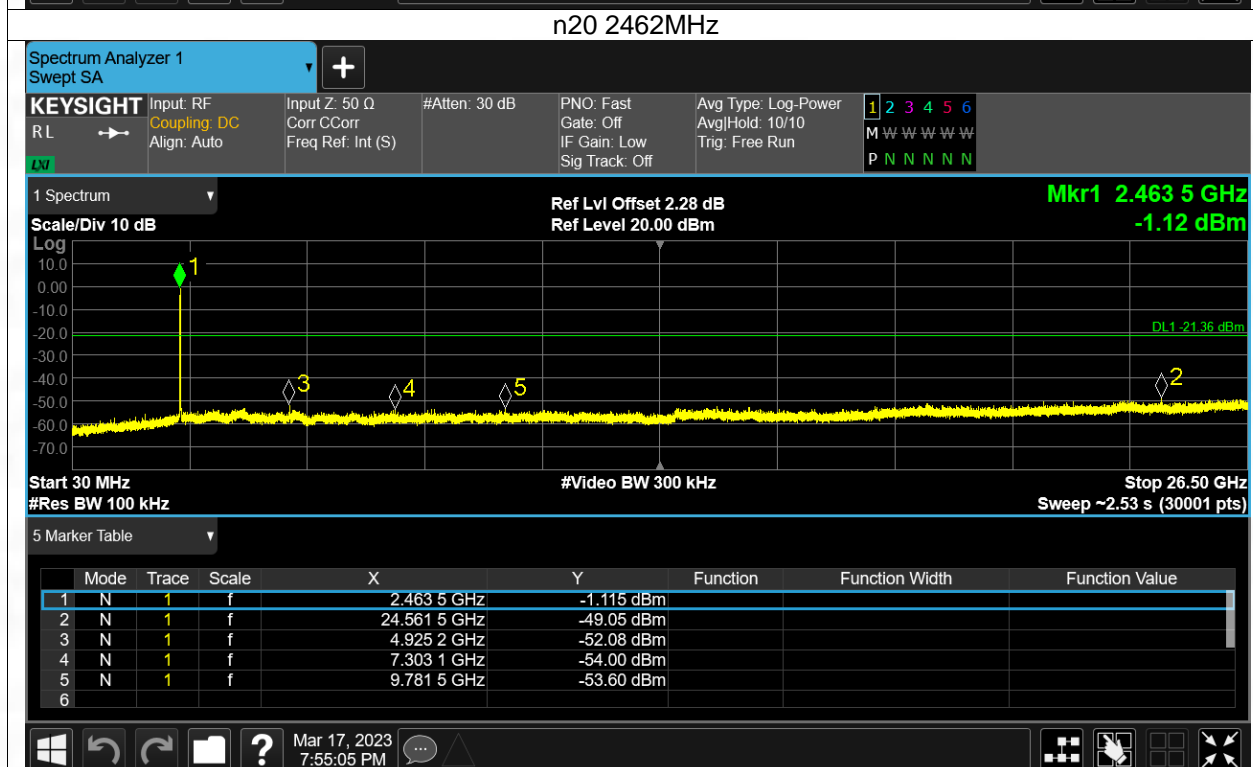 n20 2462MHz
Spectrum Analyzer 1
Swept SA
+
KEYSIGHT Input: RF Input Z: 50 Ω #Atten: 30 dB PNO: Fast Avg Type: Log-Power 1 2 3 4 5 6
RL Coupling: DC Corr CCorr Gate: Off Avg|Hold: 10/10 M W W W W W
Align: Auto Freq Ref: Int (S) IF Gain: Low Trig: Free Run
LXI Sig Track: Off P N N N N N
1 Spectrum Ref Lvl Offset 2.28 dB Mkr1 2.463 5 GHz
Scale/Div 10 dB Ref Level 20.00 dBm -1.12 dBm
Log
10.0 1
0.00
-10.0
-20.0 DL1 -21.36 dBm
-30.0
-40.0 3 4 5 2
-50.0
-60.0
-70.0
Start 30 MHz #Video BW 300 kHz Stop 26.50 GHz
#Res BW 100 kHz Sweep ~2.53 s (30001 pts)
5 Marker Table
Mode Trace Scale X Y Function Function Width Function Value
1 N 1 f 2.463 5 GHz -1.115 dBm
2 N 1 f 24.561 5 GHz -49.05 dBm
3 N 1 f 4.925 2 GHz -52.08 dBm
4 N 1 f 7.303 1 GHz -54.00 dBm
5 N 1 f 9.781 5 GHz -53.60 dBm
6
? Mar 17, 2023
7:55:05 PM